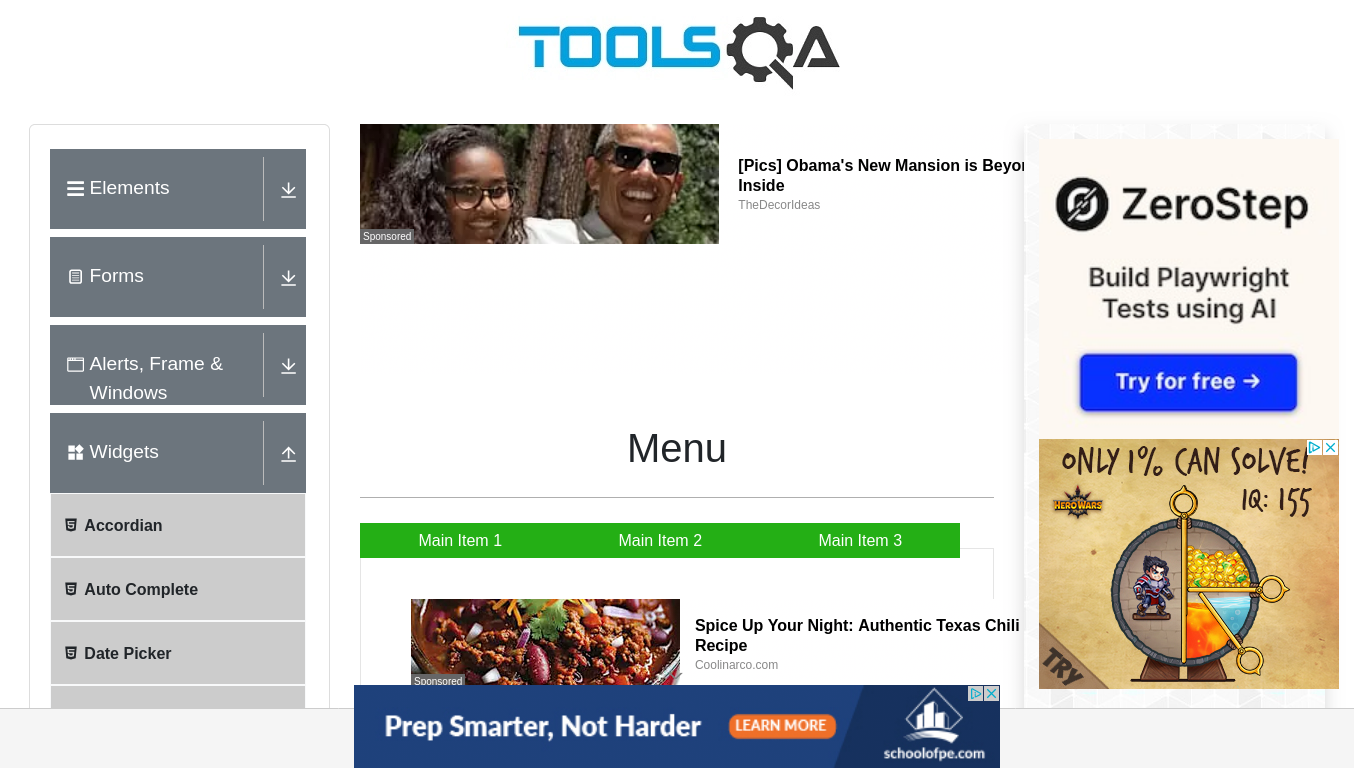 TOOLSQA
Elements
Forms
Alerts, Frame &
Windows
Widgets
Accordian
Auto Complete
Date Picker
Sponsored
[Pics] Obama's New Mansion is
Inside
TheDecorIdeas
Menu
Main Item 1
Main Item 2
Main Item 3
Sponsored
Spice Up Your Night: Authentic Texas Chili
Recipe
Coolinarco.com
ZeroStep
Build Playwright
Tests using AI
Try for free →
ONLY 1% CAN SOLVE!
HERO WARS
IQ: 155
TRY
Prep Smarter, Not Harder
LEARN MORE
schoolofpe.com